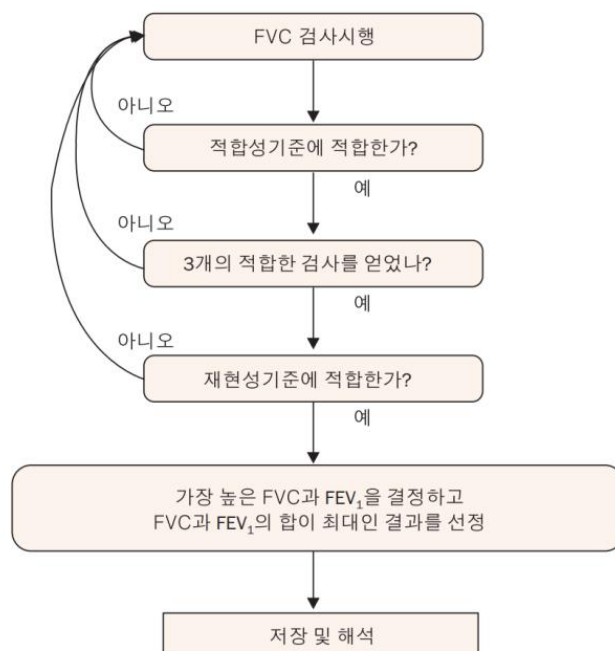 FVC 검사시행
아니오
적합성기준에 적합한가?
예
아니오
3개의 적합한 검사를 얻었나?
예
아니오
재현성기준에 적합한가?
예
가장 높은 FVC과 FEV₁을 결정하고
FVC과 FEV₁의 합이 최대인 결과를 선정
저장 및 해석